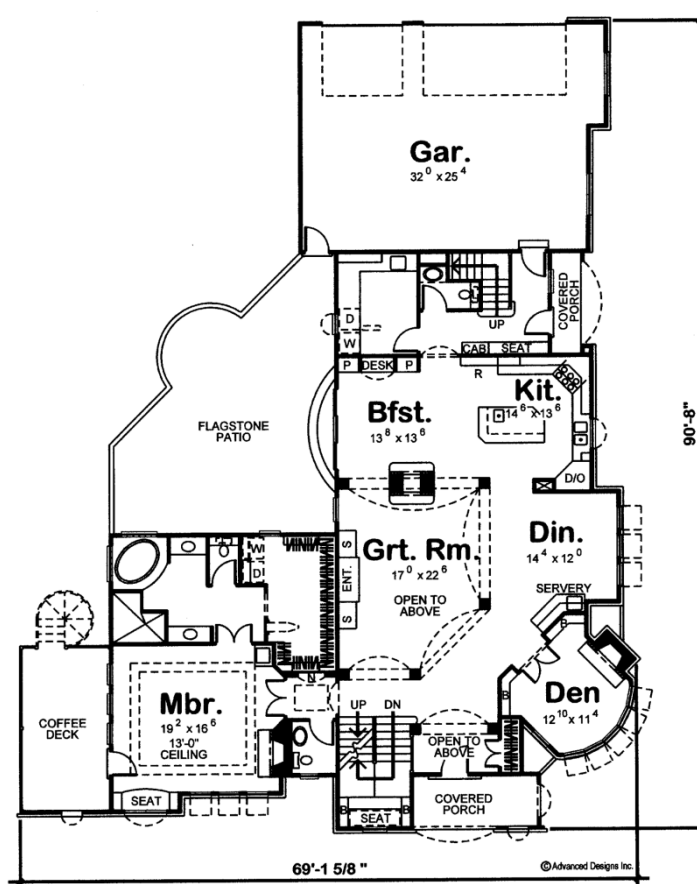 Gar.
32⁰ x 25⁴
COVERED
PORCH
UP
D
W
CAB
SEAT
P
DESK
P
R
Kit.
14⁶ x 13⁶
Bfst.
13⁸ x 13⁶
FLAGSTONE
PATIO
D/O
90'-8"
W
D
S
ENT.
S
Grt. Rm.
17⁰ x 22⁶
OPEN TO
ABOVE
Din.
14⁴ x 12⁰
SERVERY
B
Den
12¹⁰ x 11⁴
B
N
Mbr.
19² x 16⁶
13'-0"
CEILING
COFFEE
DECK
UP
DN
OPEN TO
ABOVE
SEAT
B
SEAT
B
COVERED
PORCH
69'-1 5/8 "
©Advanced Designs Inc.